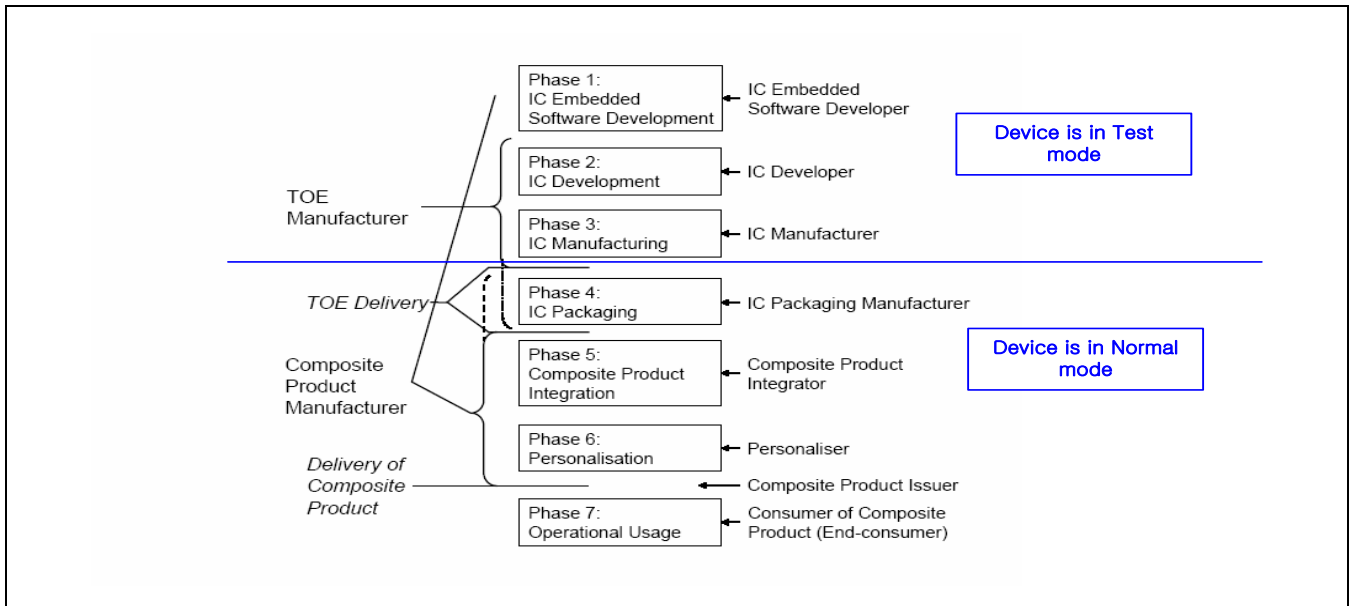 Phase 1:
IC Embedded
Software Development
IC Embedded
Software Developer
Device is in Test
mode
Phase 2:
IC Development
IC Developer
TOE
Manufacturer
Phase 3:
IC Manufacturing
IC Manufacturer
TOE Delivery
Phase 4:
IC Packaging
IC Packaging Manufacturer
Device is in Normal
mode
Composite
Product
Manufacturer
Phase 5:
Composite Product
Integration
Composite Product
Integrator
Phase 6:
Personalisation
Personaliser
Delivery of
Composite
Product
Composite Product Issuer
Phase 7:
Operational Usage
Consumer of Composite
Product (End-consumer)